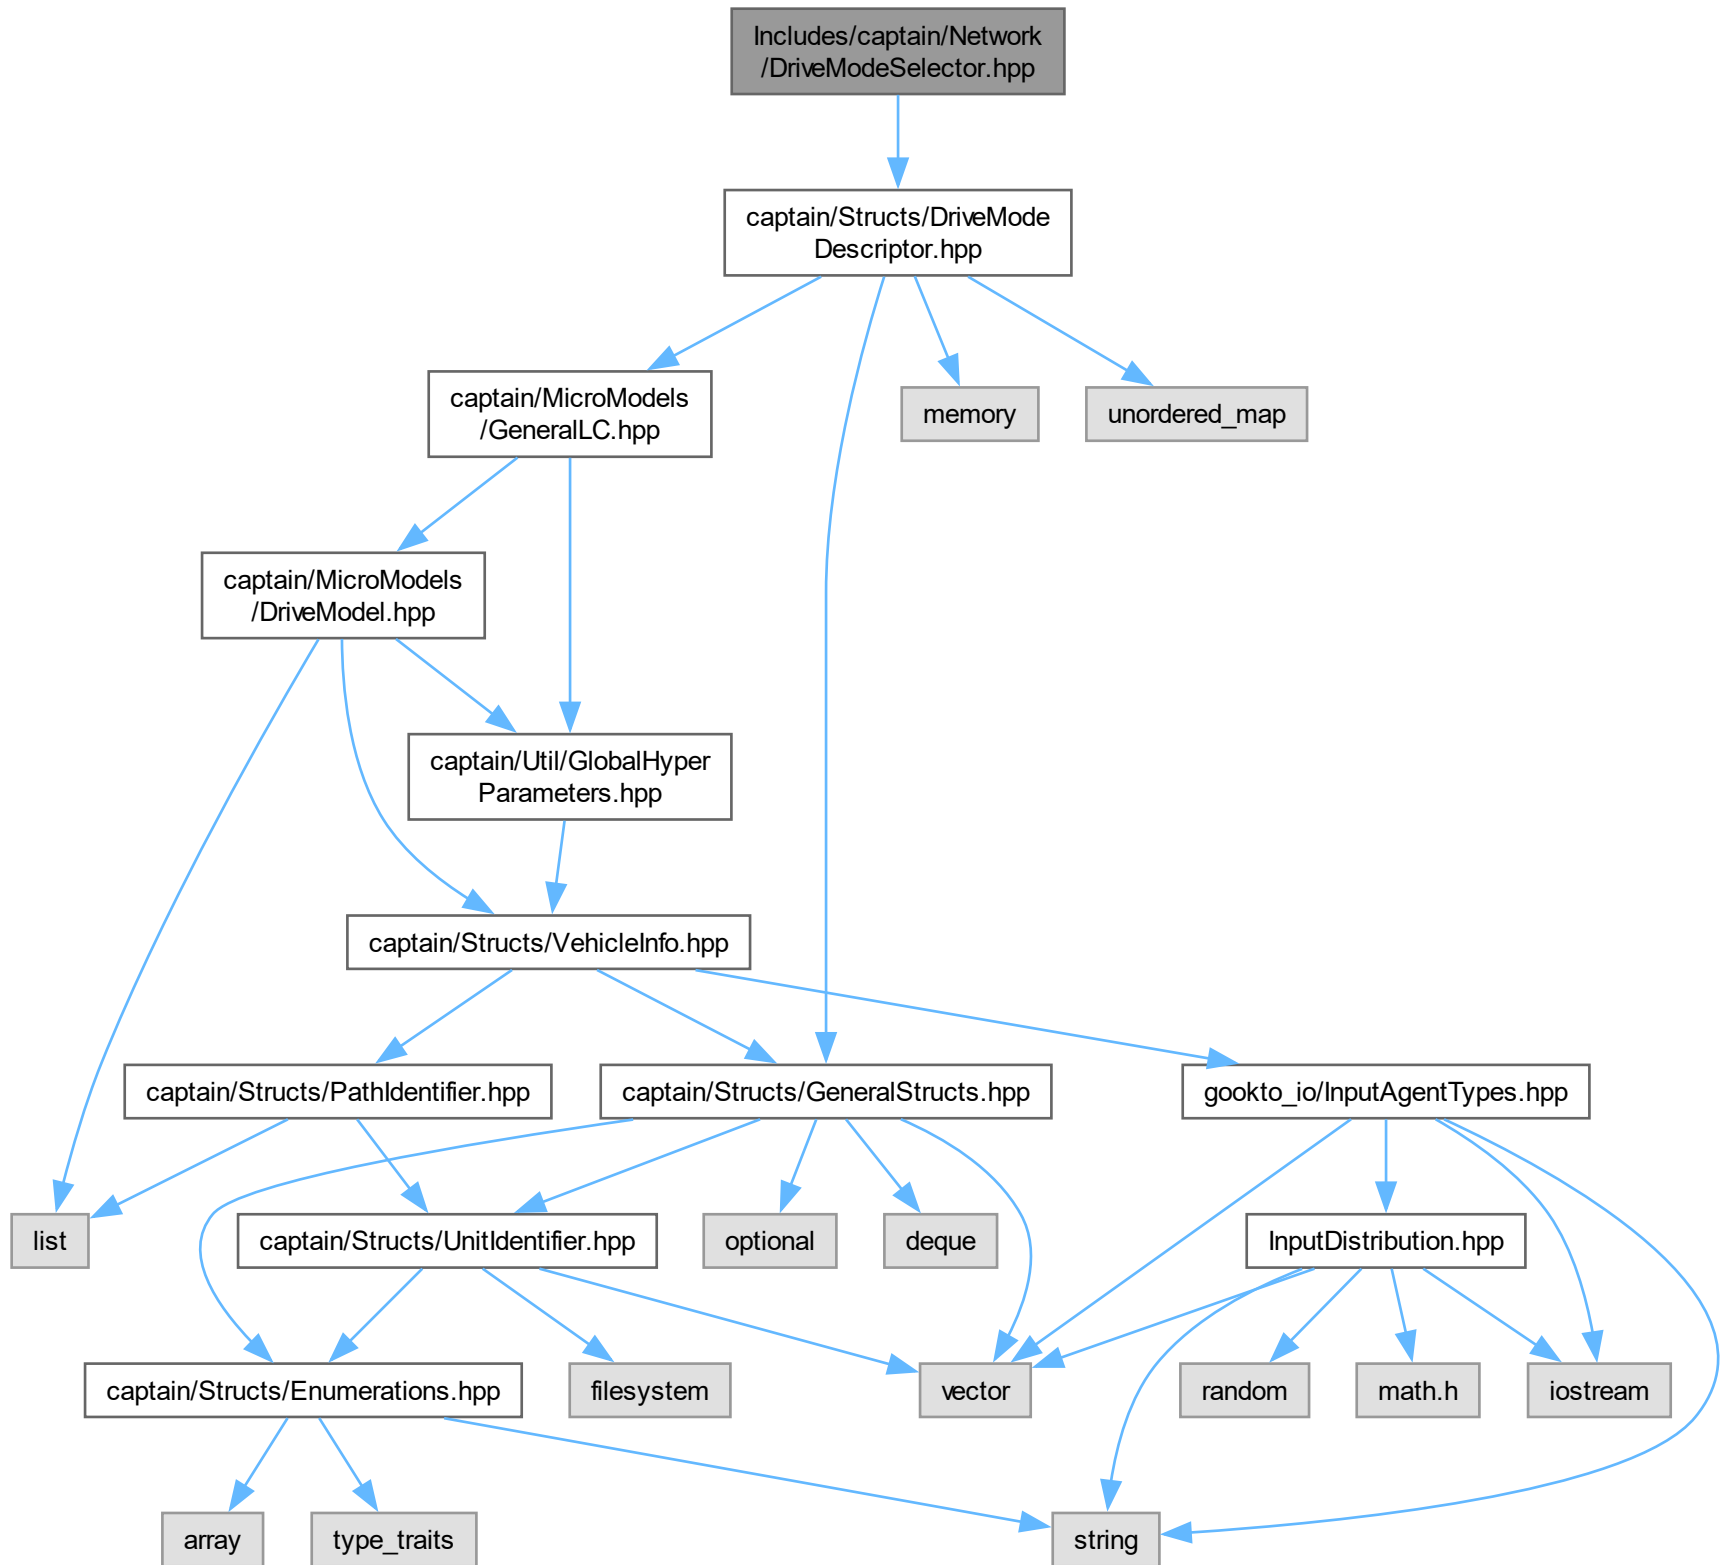 Includes/captain/Network
/DriveModeSelector.hpp
captain/Structs/DriveMode
Descriptor.hpp
captain/MicroModels
/GeneralLC.hpp
memory
unordered_map
captain/MicroModels
/DriveModel.hpp
captain/Util/GlobalHyper
Parameters.hpp
captain/Structs/VehicleInfo.hpp
captain/Structs/PathIdentifier.hpp
captain/Structs/GeneralStructs.hpp
gookto_io/InputAgentTypes.hpp
list
captain/Structs/UnitIdentifier.hpp
optional
deque
InputDistribution.hpp
captain/Structs/Enumerations.hpp
filesystem
vector
random
math.h
iostream
array
type_traits
string